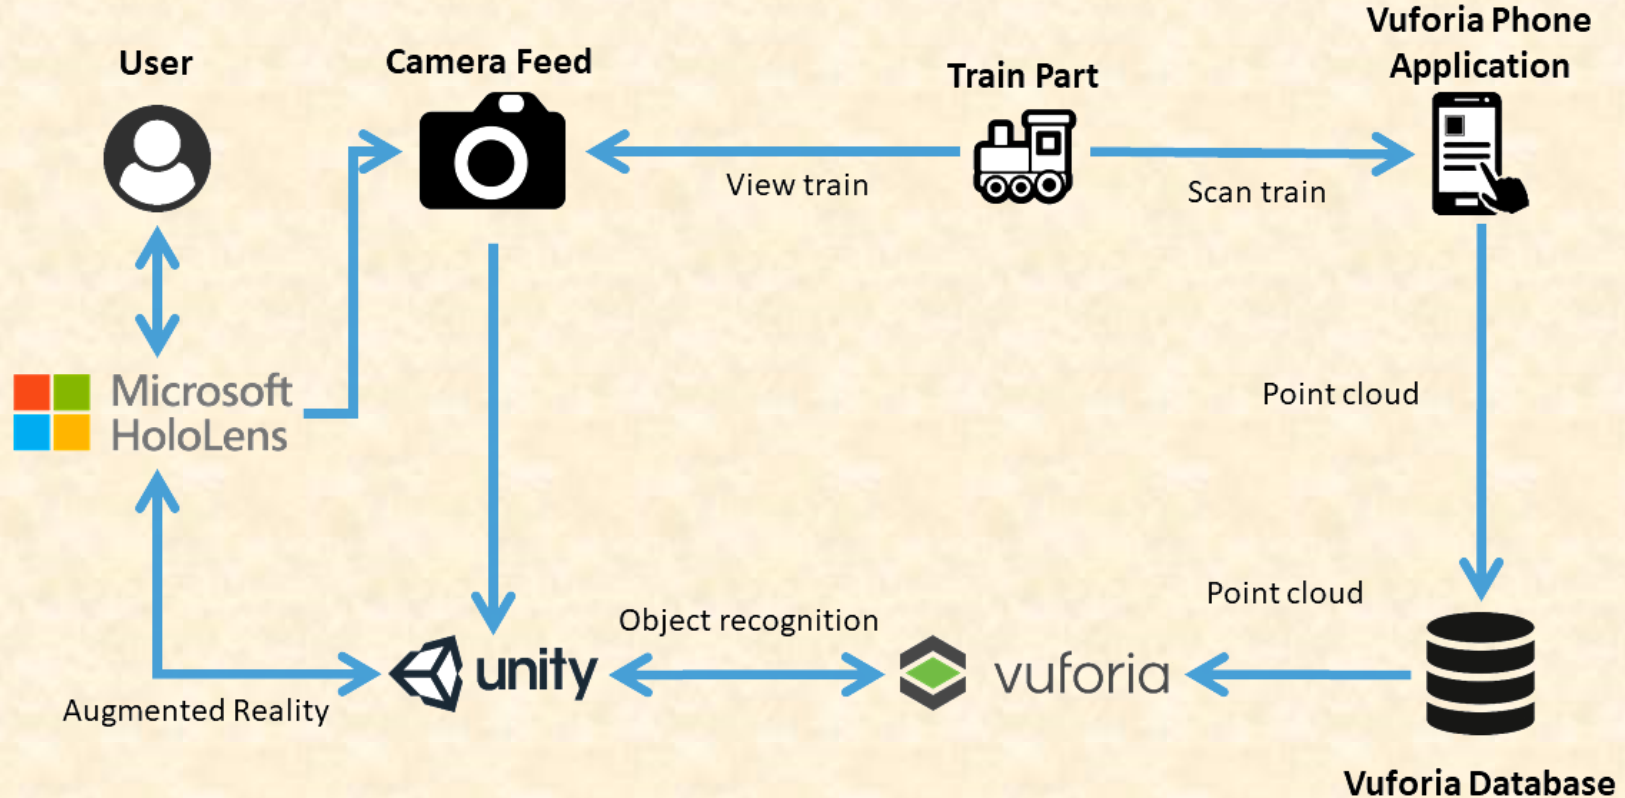 User
Camera Feed
Train Part
Vuforia Phone
Application
View train
Scan train
Microsoft
HoloLens
Point cloud
Point cloud
Object recognition
unity
vuforia
Augmented Reality
Vuforia Database